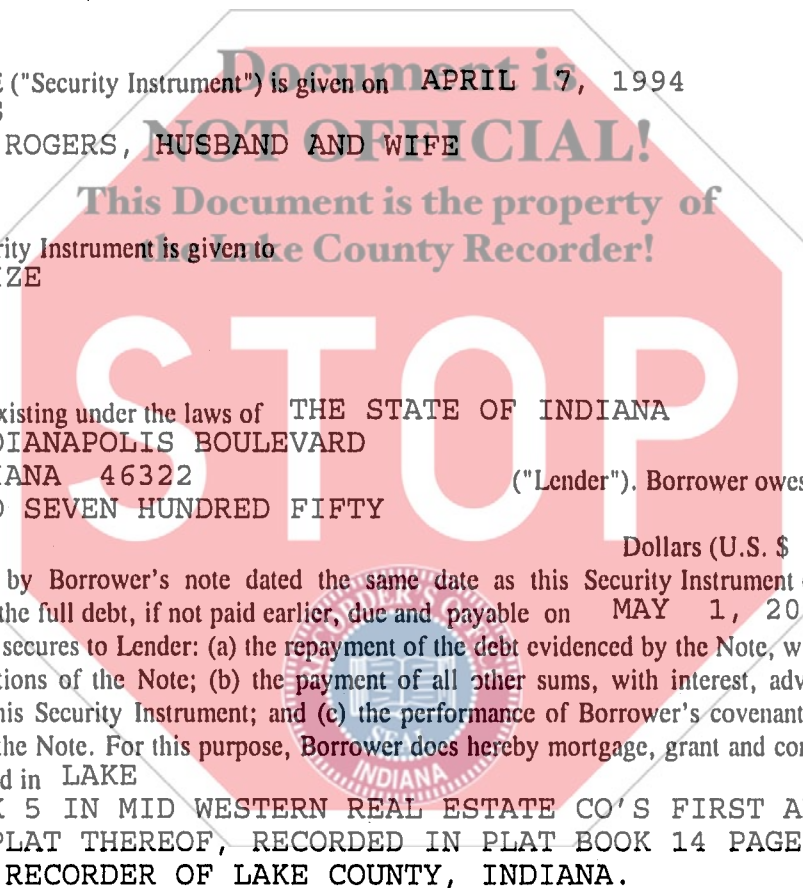 Document is
E ("Security Instrument") is given on APRIL 7, 1994
S
ROGERS, HUSBAND AND WIFE
NOT OFFICIAL!
This Document is the property of
the Lake County Recorder!
rity Instrument is given to
IZE
STOP
xisting under the laws of THE STATE OF INDIANA
DIANAPOLIS BOULEVARD
IANA 46322 ("Lender"). Borrower owes
D SEVEN HUNDRED FIFTY
Dollars (U.S. $
by Borrower's note dated the same date as this Security Instrument
the full debt, if not paid earlier, due and payable on MAY 1, 20
secures to Lender: (a) the repayment of the debt evidenced by the Note, w
tions of the Note; (b) the payment of all other sums, with interest, adv
his Security Instrument; and (c) the performance of Borrower's covenant
the Note. For this purpose, Borrower does hereby mortgage, grant and con
d in LAKE
K 5 IN MID WESTERN REAL ESTATE CO'S FIRST A
PLAT THEREOF, RECORDED IN PLAT BOOK 14 PAGE
RECORDER OF LAKE COUNTY, INDIANA.
RECORDER'S OFFICE
SEAL
INDIANA